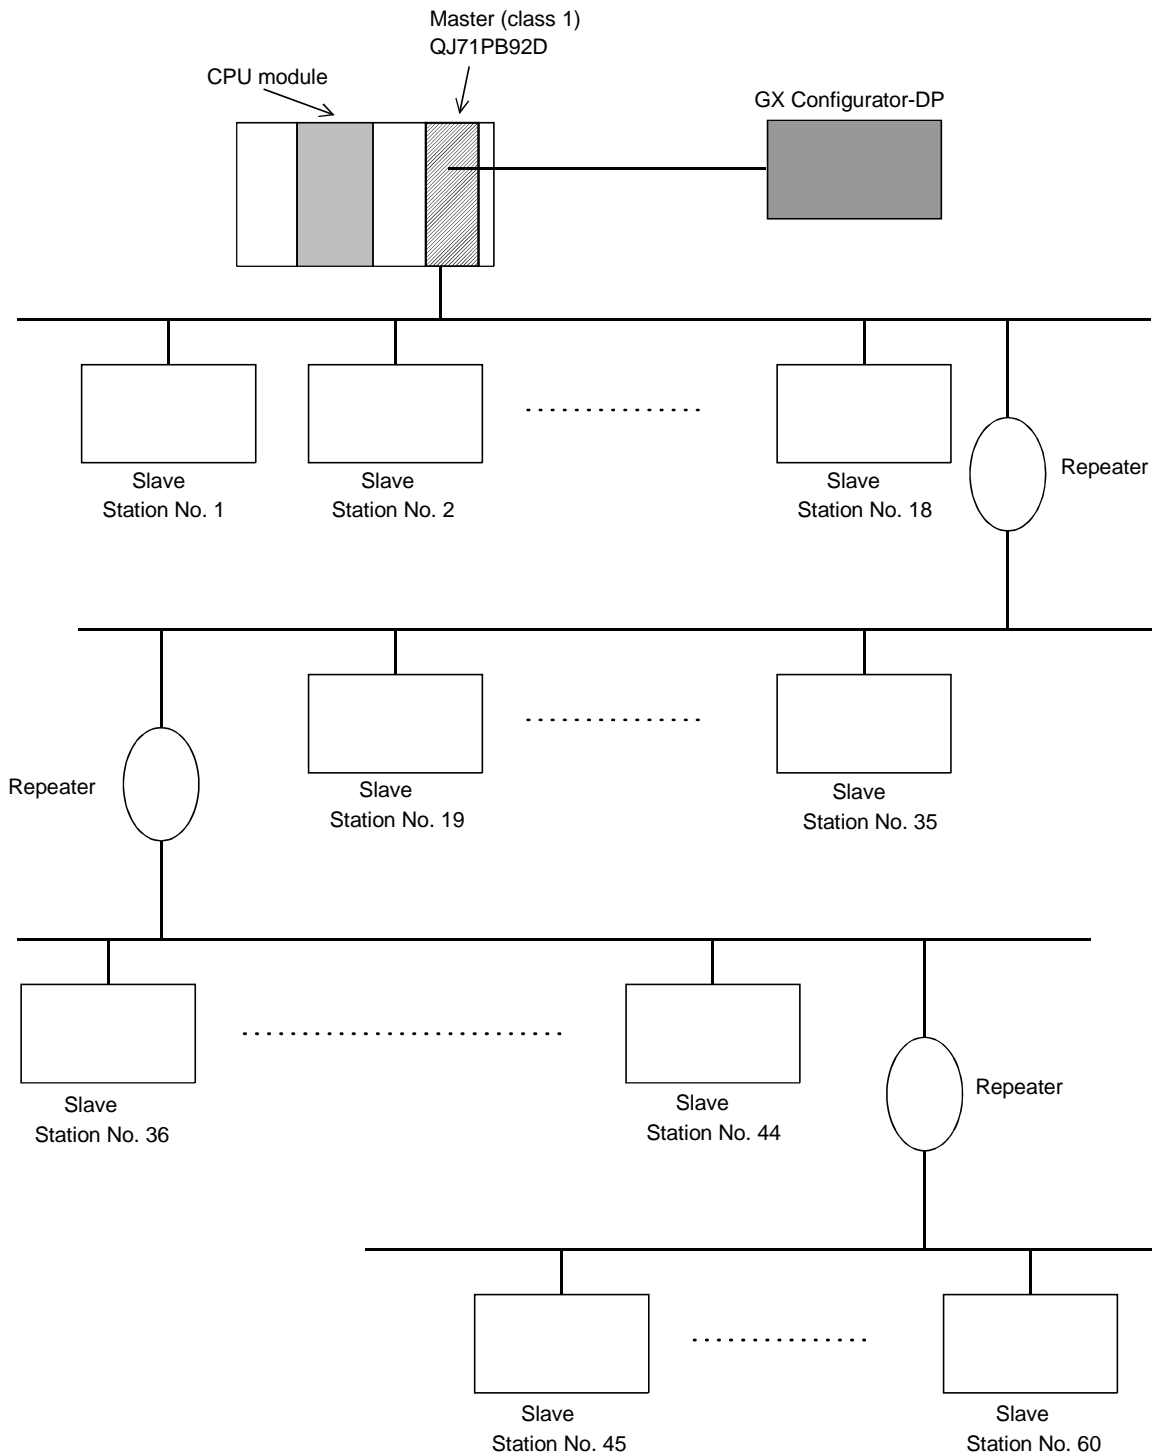 Master (class 1)
QJ71PB92D
CPU module
GX Configurator-DP
Slave
Station No. 1
Slave
Station No. 2
Slave
Station No. 18
Repeater
Repeater
Slave
Station No. 19
Slave
Station No. 35
Slave
Station No. 36
Slave
Station No. 44
Repeater
Slave
Station No. 45
Slave
Station No. 60